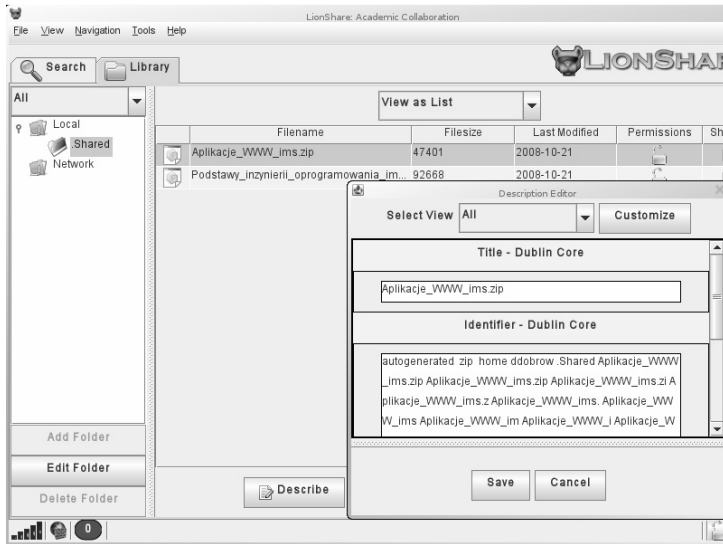 LionShare: Academic Collaboration
File View Navigation Tools Help
Search Library
LIONSHAR
All
Local
.Shared
Network
View as List
Filename Filesize Last Modified Permissions Sh
Aplikacje_WWW_ims.zip 47401 2008-10-21
Podstawy_inzynierii_oprogramowania_im... 92668 2008-10-21
Description Editor
Select View All Customize
Title - Dublin Core
Aplikacje_WWW_ims.zip
Identifier - Dublin Core
autogenerated zip home ddobrow .Shared Aplikacje_WWW
_ims.zip Aplikacje_WWW_ims.zip Aplikacje_WWW_ims.zi A
plikacje_WWW_ims.z Aplikacje_WWW_ims. Aplikacje_WW
W_ims Aplikacje_WWW_im Aplikacje_WWW_i Aplikacje_W
Save Cancel
Add Folder
Edit Folder
Delete Folder
Describe
0